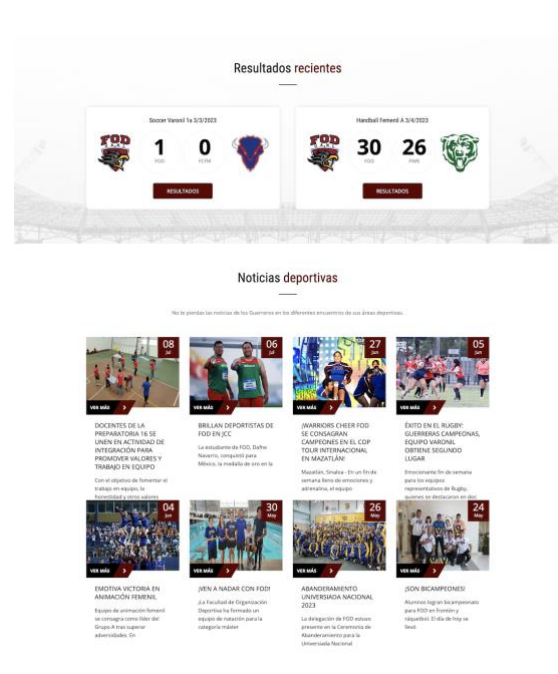 Resultados recientes
Soccer Varonil 1a 3/3/2023
FOD
1
0
FOD
FCFM
RESULTADOS
Handball Femenil A 3/4/2023
FOD
30
26
FOD
RESULTADOS
Noticias deportivas
No te pierdas las noticias de los Guerreros en los diferentes encuentros de sus áreas deportivas.
08
Jul
VER MÁS
DOCENTES DE LA
PREPARATORIA 16 SE
UNEN EN ACTIVIDAD DE
INTEGRACIÓN PARA
PROMOVER VALORES Y
TRABAJO EN EQUIPO
Con el objetivo de fomentar el
trabajo en equipo, la
honestidad y otros valores
06
Jul
VER MÁS
BRILLAN DEPORTISTAS DE
FOD EN JCC
La estudiante de FOD, Dafne
Navarro, conquistó para
México, la medalla de oro en la
27
Jun
VER MÁS
¡WARRIORS CHEER FOD
SE CONSAGRAN
CAMPEONES EN EL COP
TOUR INTERNACIONAL
EN MAZATLÁN!
Mazatlán, Sinaloa - En un fin de
semana lleno de emociones y
adrenalina, el equipo
05
Jun
VER MÁS
ÉXITO EN EL RUGBY:
GUERRERAS CAMPEONAS,
EQUIPO VARONIL
OBTIENE SEGUNDO
LUGAR
Emocionante fin de semana
para los equipos
representativos de Rugby,
quienes se destacaron en dos
04
Jun
VER MÁS
EMOTIVA VICTORIA EN
ANIMACIÓN FEMENIL
Equipo de animación femenil
se consagra como líder del
Grupo A tras superar
adversidades. En
30
May
VER MÁS
¡VEN A NADAR CON FOD!
¡La Facultad de Organización
Deportiva ha formado un
equipo de natación para la
categoría máster
26
May
VER MÁS
ABANDERAMIENTO
UNIVERSIADA NACIONAL
2023
La delegación de FOD estuvo
presente en la Ceremonia de
Abanderamiento para la
Universiada Nacional
24
May
VER MÁS
¡SON BICAMPEONES!
Alumnos logran bicampeonato
para FOD en frontón y
ráquetbol. El día de hoy se
llevó